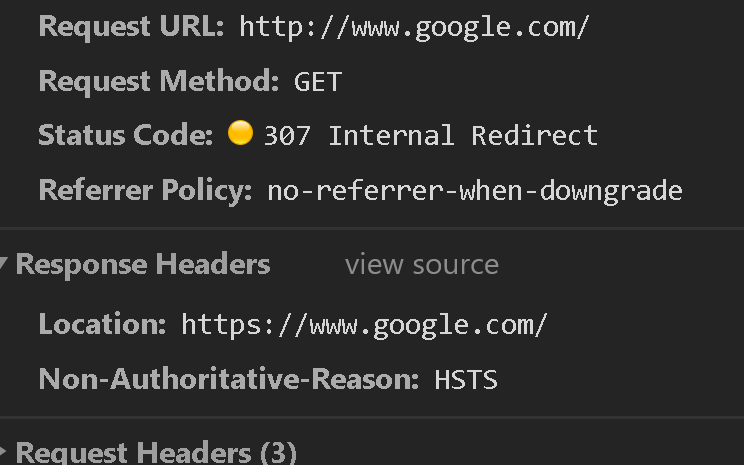 Request URL: http://www.google.com/
Request Method: GET
Status Code: 307 Internal Redirect
Referrer Policy: no-referrer-when-downgrade
Response Headers view source
Location: https://www.google.com/
Non-Authoritative-Reason: HSTS
Request Headers (3)